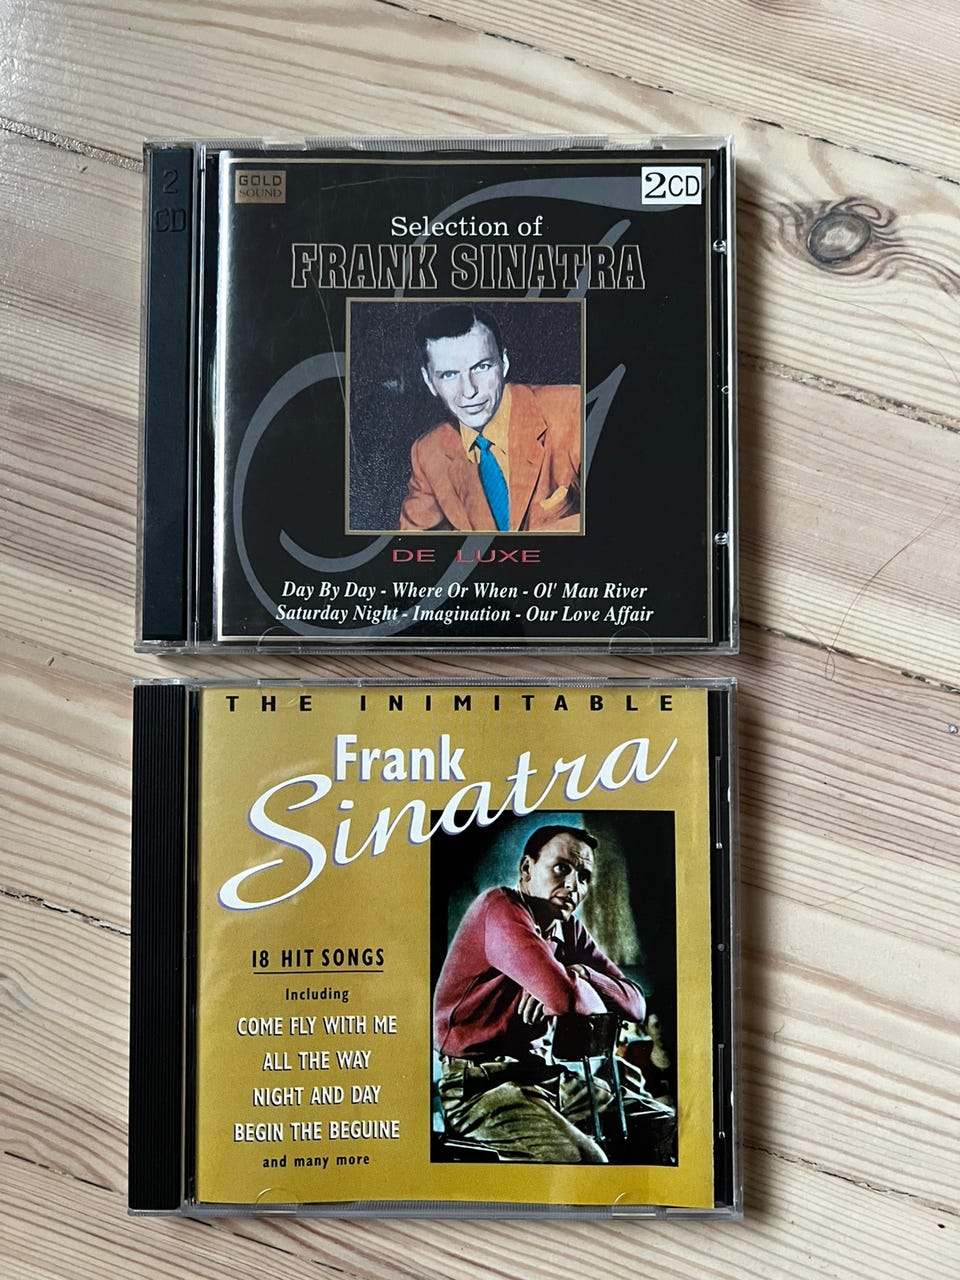 2
CD
GOLD
SOUND
2CD
Selection of
FRANK SINATRA
DE LUXE
Day By Day - Where Or When - Ol' Man River
Saturday Night - Imagination - Our Love Affair
THE INIMITABLE
Frank
Sinatra
18 HIT SONGS
Including
COME FLY WITH ME
ALL THE WAY
NIGHT AND DAY
BEGIN THE BEGUINE
and many more